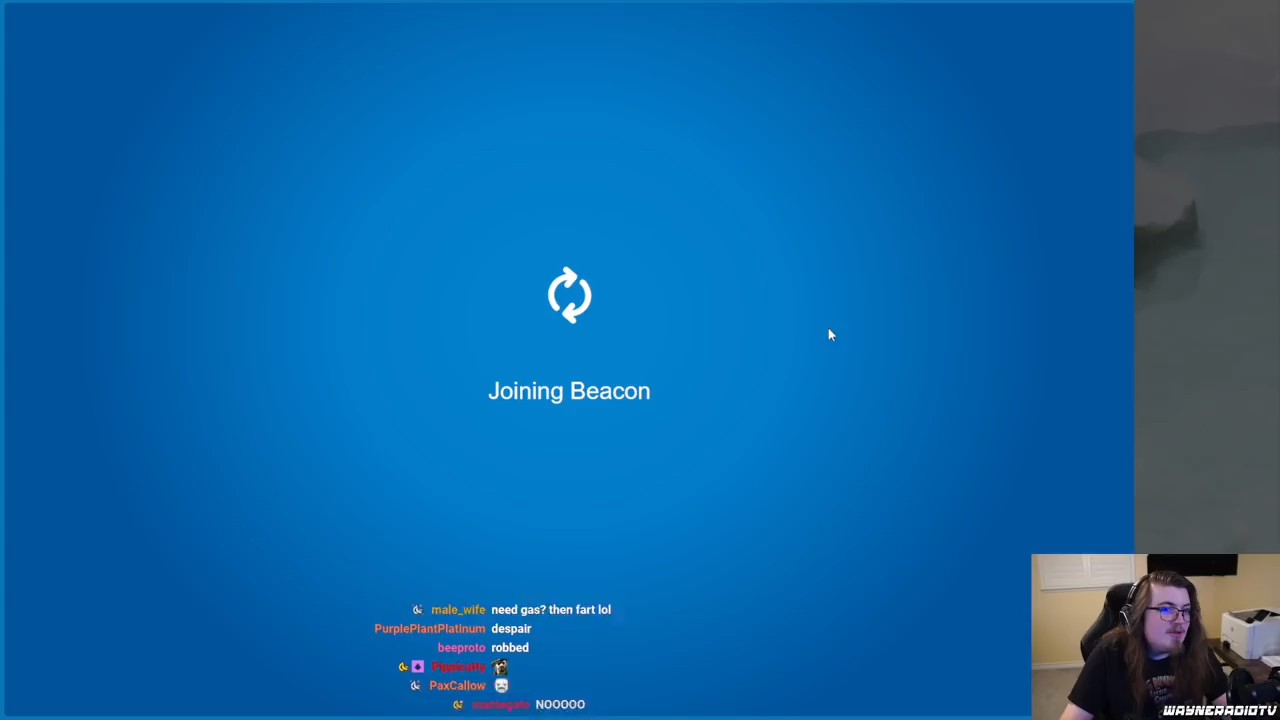 Joining Beacon
male_wife need gas? then fart lol
PurplePlantPlatinum despair
beeproto robbed
PaxCallow
NOOOOO
WAYNERADIOTV